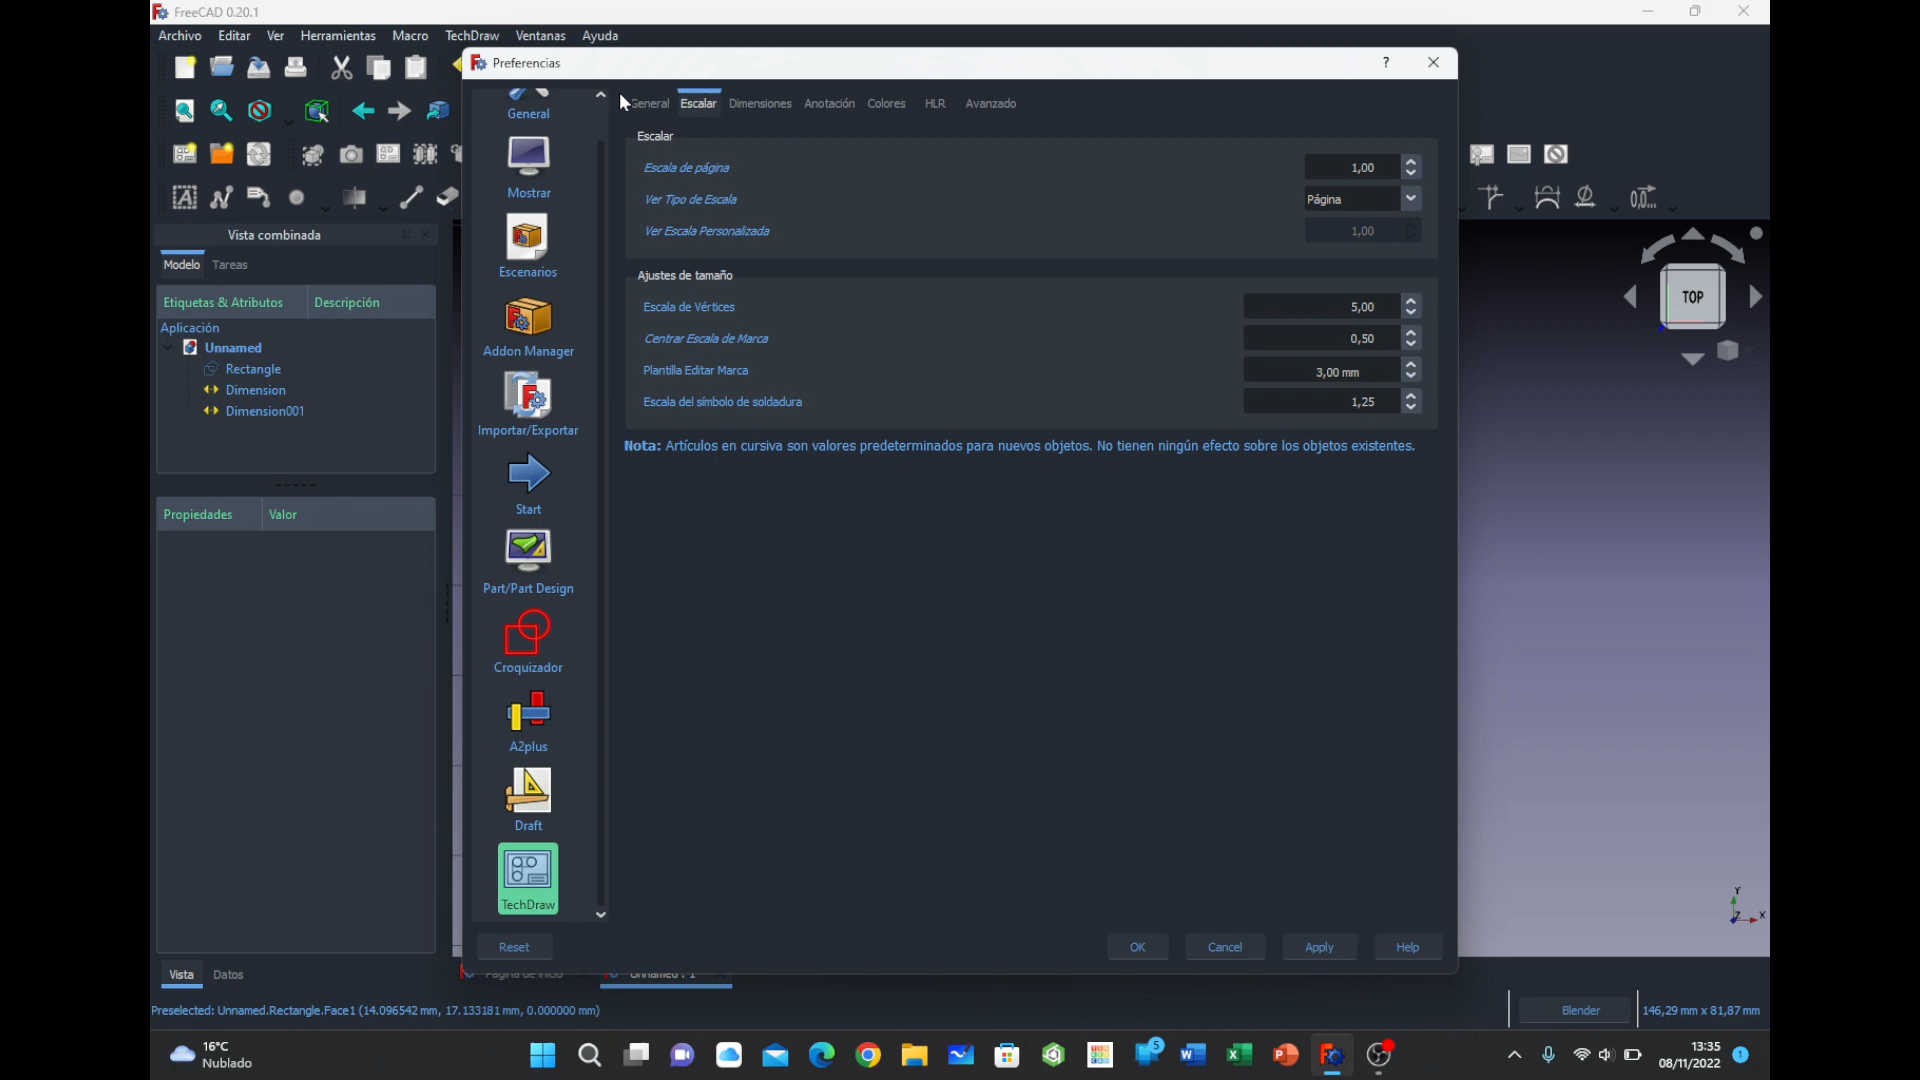 FreeCAD 0.20.1
Archivo Editar Ver Herramientas Macro TechDraw Ventanas Ayuda
Preferencias
?
General Escalar Dimensiones Anotación Colores HLR Avanzado
General
Mostrar
Escenarios
Addon Manager
Importar/Exportar
Start
Part/Part Design
Croquizador
A2plus
Draft
TechDraw
Escalar
Escala de página 1,00
Ver Tipo de Escala Página
Ver Escala Personalizada 1,00
Ajustes de tamaño
Escala de Vértices 5,00
Centrar Escala de Marca 0,50
Plantilla Editar Marca 3,00 mm
Escala del símbolo de soldadura 1,25
Nota: Artículos en cursiva son valores predeterminados para nuevos objetos. No tienen ningún efecto sobre los objetos existentes.
Reset OK Cancel Apply Help
Vista combinada
Modelo Tareas
Etiquetas & Atributos Descripción
Aplicación
Unnamed
Rectangle
Dimension
Dimension001
Propiedades Valor
TOP
Y
Z X
Vista Datos
Página de inicio Unnamed : 1
Preselected: Unnamed.Rectangle.Face1 (14.096542 mm, 17.133181 mm, 0.000000 mm)
Blender 146,29 mm x 81,87 mm
16°C
Nublado
5
13:35
08/11/2022
1